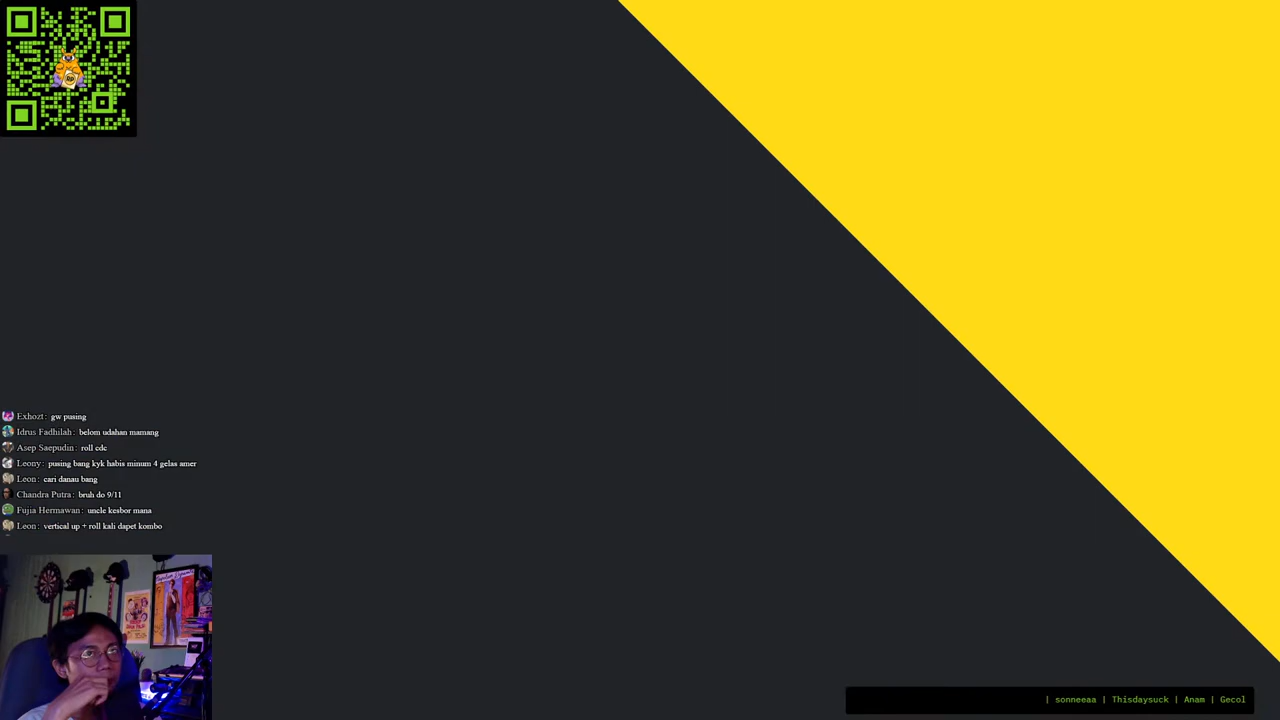 Exhozt: gw pusing
Idrus Fadhilah: belom udahan mamang
Asep Saepudin: roll cdc
Leony: pusing bang kyk habis minum 4 gelas amer
Leon: cari danau bang
Chandra Putra: bruh do 9/11
Fujia Hermawan: uncle kesbor mana
Leon: vertical up + roll kali dapet kombo
| sonneeaa | Thisdaysuck | Anam | Gecol